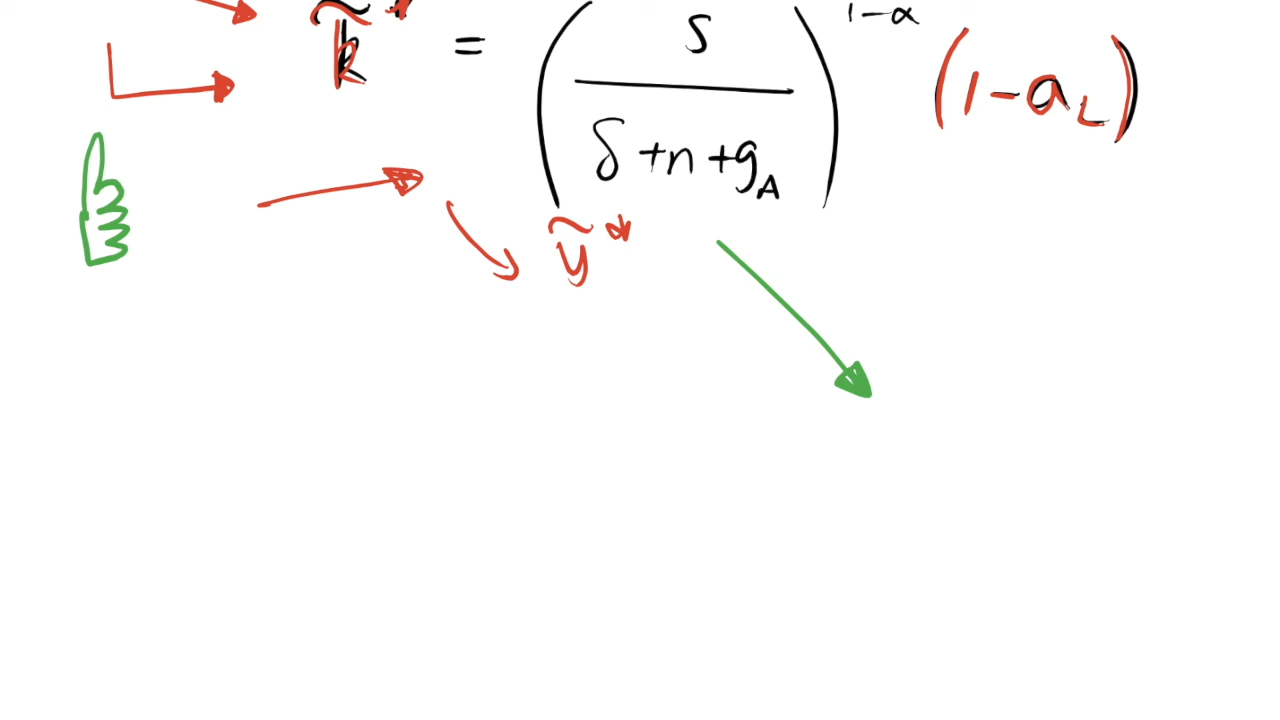 k̃* = (s / (δ + n + g_A))^(1-α) (1-a_L)
ỹ*